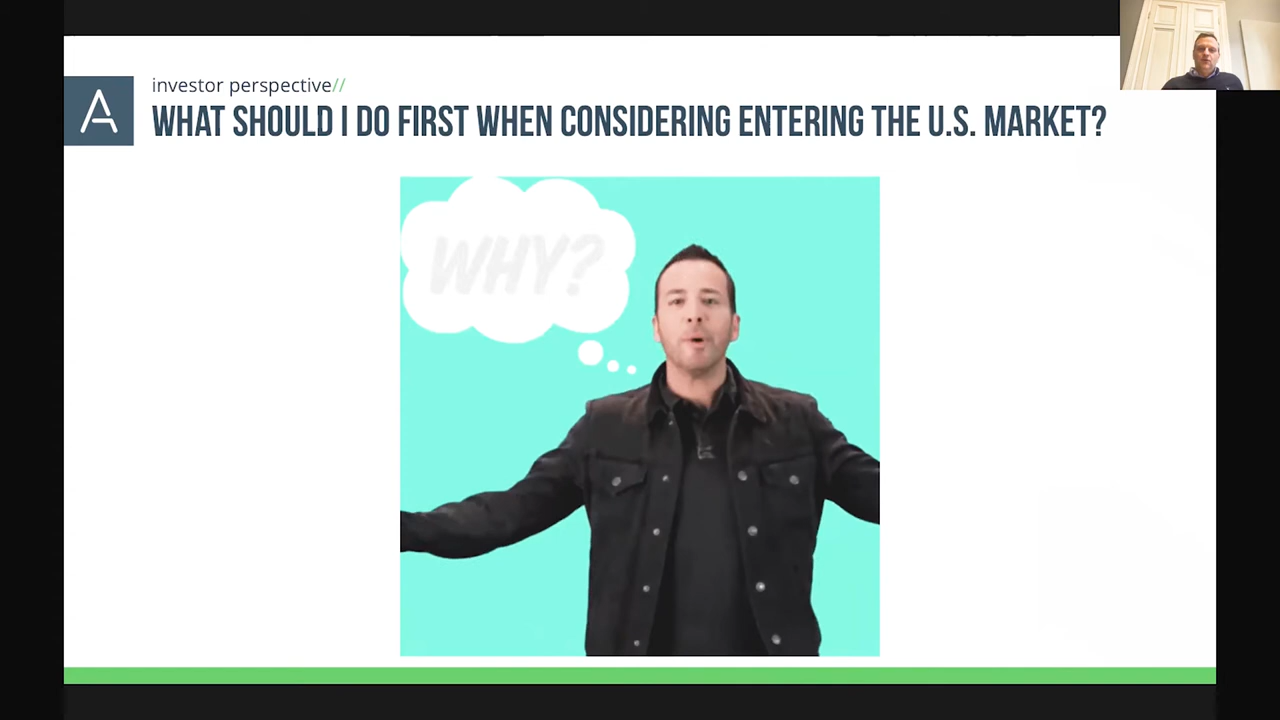 A
investor perspective//
WHAT SHOULD I DO FIRST WHEN CONSIDERING ENTERING THE U.S. MARKET?
WHY?